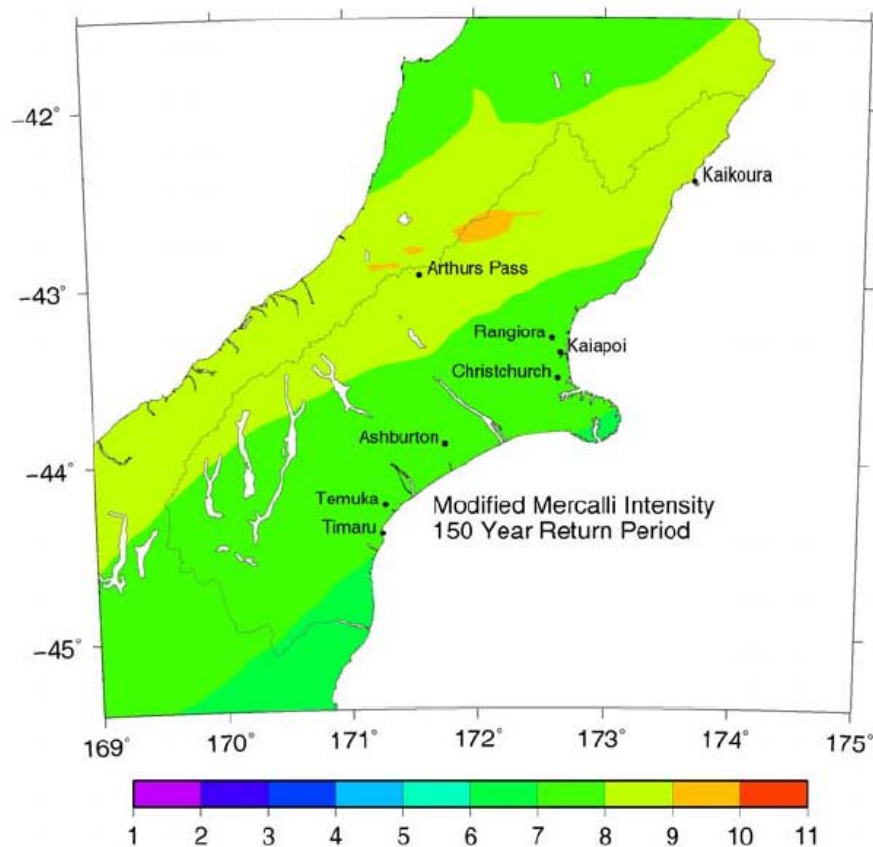 −42°
Kaikoura
Arthurs Pass
−43°
Rangiora
Kaiapoi
Christchurch
Ashburton
−44°
Temuka
Modified Mercalli Intensity
Timaru
150 Year Return Period
−45°
169° 170° 171° 172° 173° 174° 175°
1 2 3 4 5 6 7 8 9 10 11